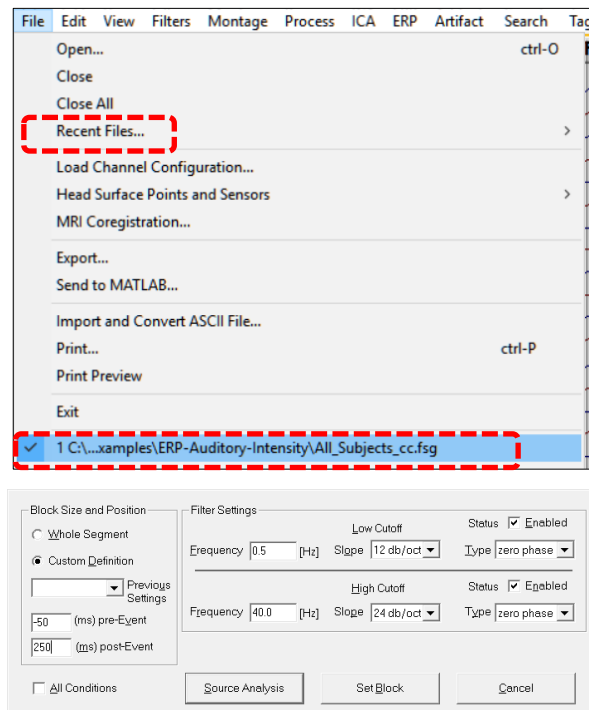 File Edit View Filters Montage Process ICA ERP Artifact Search Tag
Open... ctrl-O
Close
Close All
Recent Files... >
Load Channel Configuration...
Head Surface Points and Sensors >
MRI Coregistration...
Export...
Send to MATLAB...
Import and Convert ASCII File...
Print... ctrl-P
Print Preview
Exit
✓ 1 C:\...xamples\ERP-Auditory-Intensity\All_Subjects_cc.fsg
Block Size and Position
Whole Segment
Custom Definition
Previous
Settings
-50 (ms) pre-Event
250 (ms) post-Event
Filter Settings
Low Cutoff Status Enabled
Frequency 0.5 [Hz] Slope 12 db/oct Type zero phase
High Cutoff Status Enabled
Frequency 40.0 [Hz] Slope 24 db/oct Type zero phase
All Conditions Source Analysis Set Block Cancel